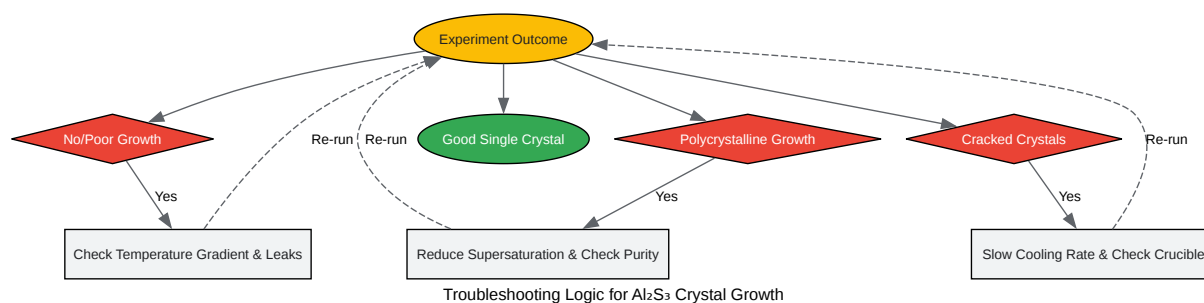 Experiment Outcome
No/Poor Growth
Re-run
Re-run
Good Single Crystal
Polycrystalline Growth
Cracked Crystals
Re-run
Yes
Yes
Yes
Check Temperature Gradient & Leaks
Reduce Supersaturation & Check Purity
Slow Cooling Rate & Check Crucible
Troubleshooting Logic for Al₂S₃ Crystal Growth